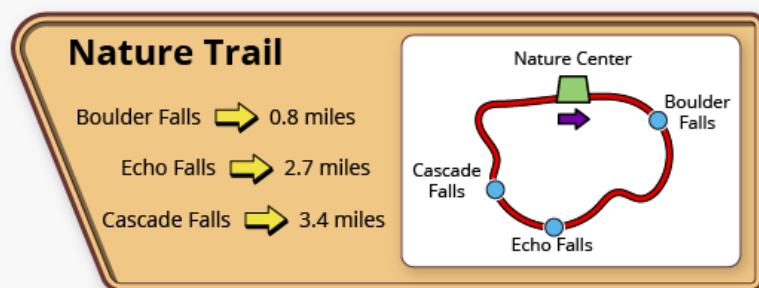 Nature Trail
Boulder Falls 0.8 miles
Echo Falls 2.7 miles
Cascade Falls 3.4 miles
Nature Center
Boulder
Falls
Cascade
Falls
Echo Falls